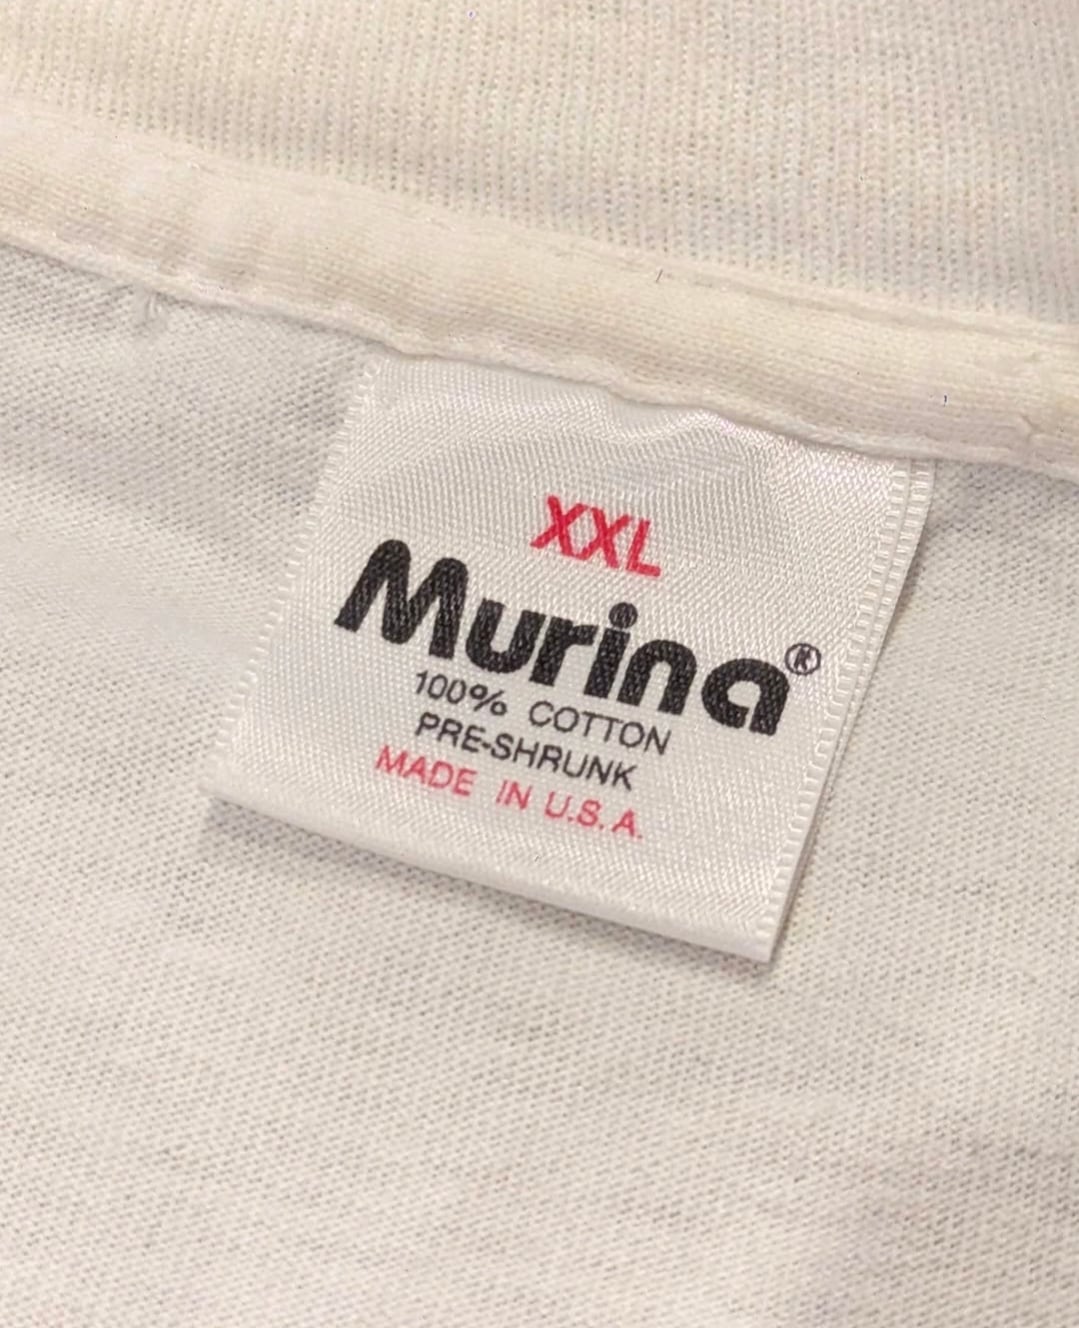 XXL
Murina®
100% COTTON
PRE-SHRUNK
MADE IN U.S.A.